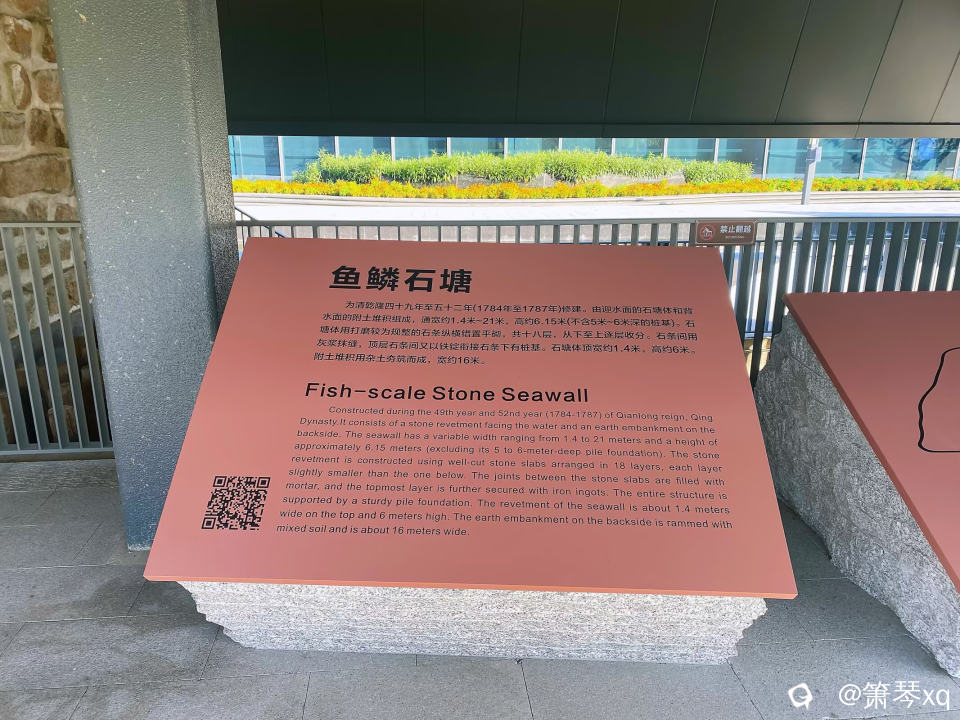 禁止翻越
鱼鳞石塘
为清乾隆四十九年至五十二年(1784年至1787年)修建。由迎水面的石塘体和背
水面的附土堆积组成，通宽约1.4米~21米，高约6.15米(不含5米~6米深的桩基)。石
塘体用打磨较为规整的石条纵横错置平砌，共十八层，从下至上逐层收分。石条间用
灰浆抹缝，顶层石条间又以铁锭衔接石条下有桩基。石塘体顶宽约1.4米，高约6米。
附土堆积用杂土夯筑而成，宽约16米。
Fish-scale Stone Seawall
Constructed during the 49th year and 52nd year (1784-1787) of Qianlong reign, Qing
Dynasty.It consists of a stone revetment facing the water and an earth embankment on the
backside. The seawall has a variable width ranging from 1.4 to 21 meters and a height of
approximately 6.15 meters (excluding its 5 to 6-meter-deep pile foundation). The stone
revetment is constructed using well-cut stone slabs arranged in 18 layers, each layer
slightly smaller than the one below. The joints between the stone slabs are filled with
mortar, and the topmost layer is further secured with iron ingots. The entire structure is
supported by a sturdy pile foundation. The revetment of the seawall is about 1.4 meters
wide on the top and 6 meters high. The earth embankment on the backside is rammed with
mixed soil and is about 16 meters wide.
@箫琴xq